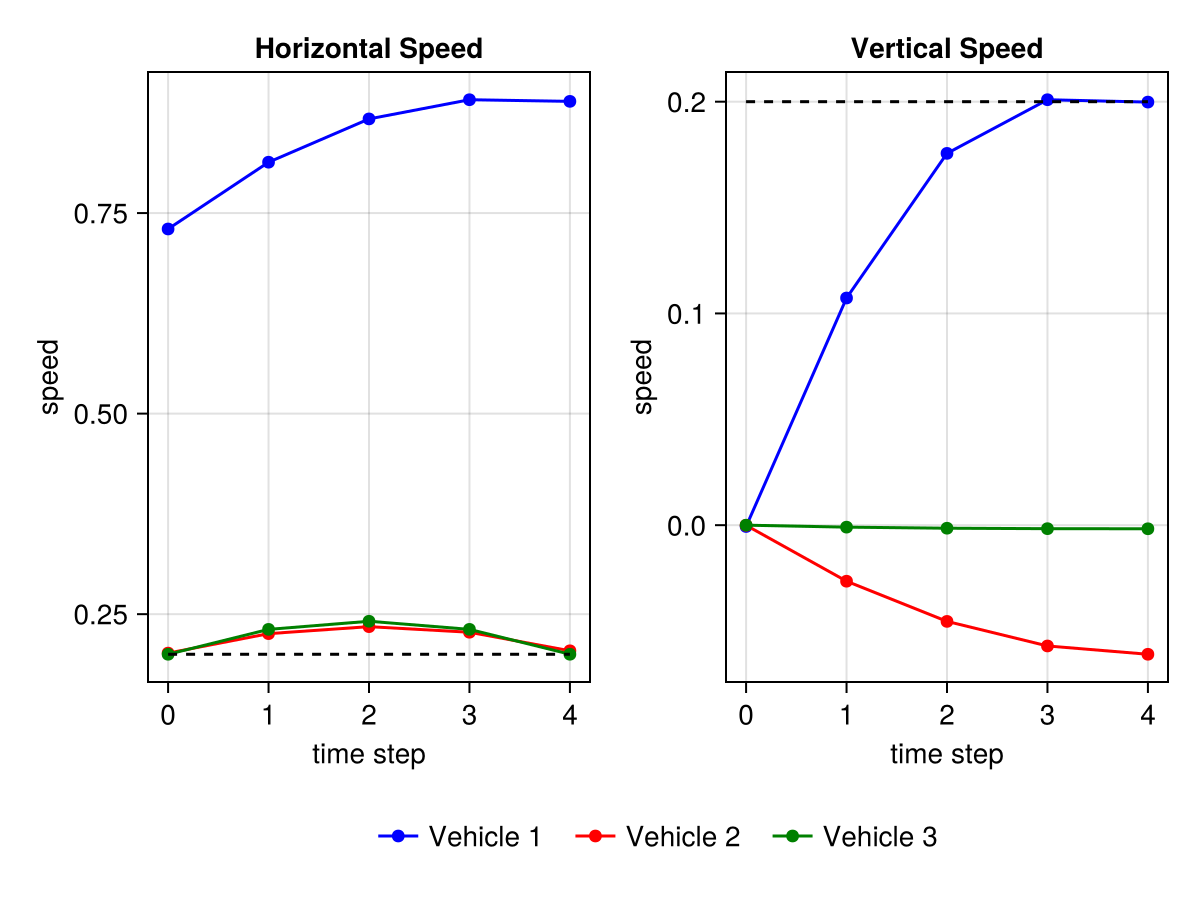 Horizontal Speed
speed
0.75
0.50
0.25
0 1 2 3 4
time step
Vertical Speed
speed
0.2
0.1
0.0
0 1 2 3 4
time step
Vehicle 1 Vehicle 2 Vehicle 3